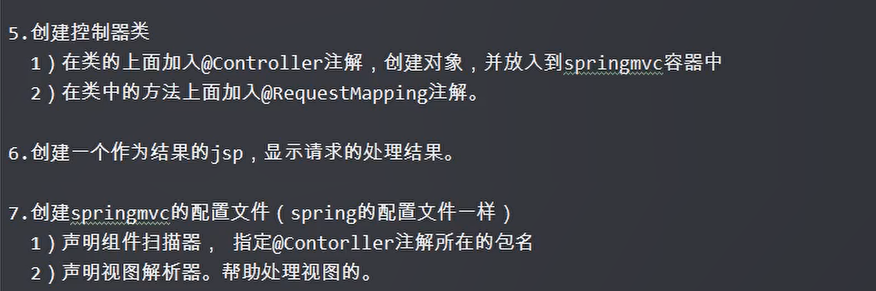 5.创建控制器类
1）在类的上面加入@Controller注解，创建对象，并放入到springmvc容器中
2）在类中的方法上面加入@RequestMapping注解。
6.创建一个作为结果的jsp，显示请求的处理结果。
7.创建springmvc的配置文件（spring的配置文件一样）
1）声明组件扫描器， 指定@Contorller注解所在的包名
2）声明视图解析器。帮助处理视图的。